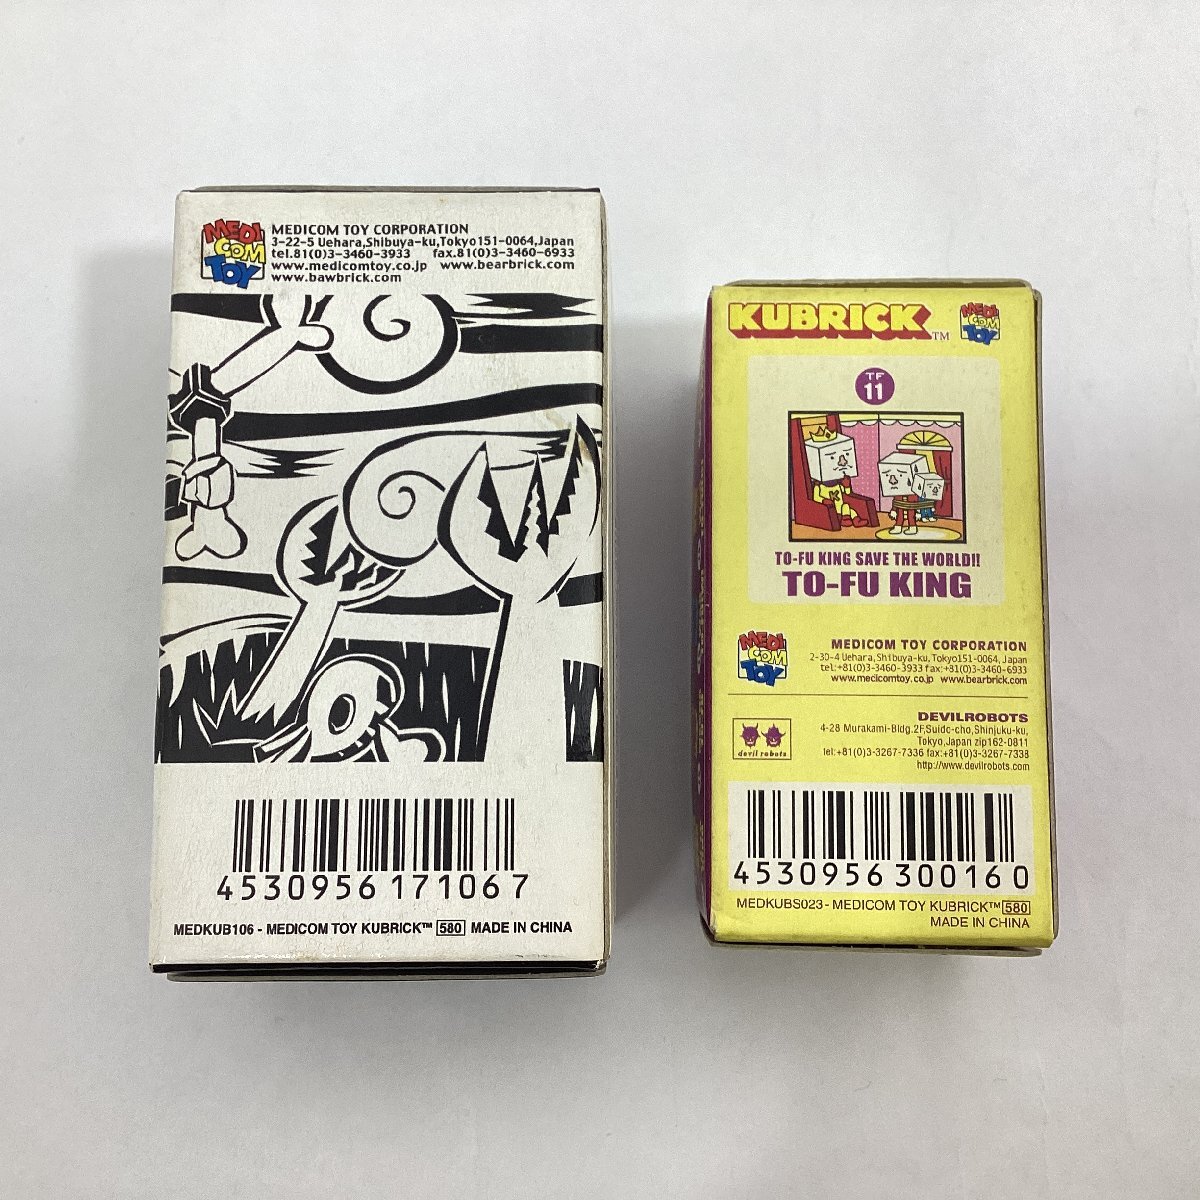 MEDI
COM
TOY
MEDICOM TOY CORPORATION
3-22-5 Uehara,Shibuya-ku,Tokyo151-0064,Japan
tel.81(0)3-3460-3933 fax.81(0)3-3460-6933
www.medicomtoy.co.jp www.bearbrick.com
www.bawbrick.com
4530956171067
MEDKUB106 - MEDICOM TOY KUBRICK™ 580 MADE IN CHINA
KUBRICK TM
MEDI
COM
TOY
TF
11
K
TO-FU KING SAVE THE WORLD!!
TO-FU KING
MEDI
COM
TOY
MEDICOM TOY CORPORATION
2-30-4 Uehara,Shibuya-ku,Tokyo151-0064, Japan
tel:+81(0)3-3460-3933 fax:+81(0)3-3460-6933
www.medicomtoy.co.jp www.bearbrick.com
devil robots
DEVILROBOTS
4-28 Murakami-Bldg.2F,Suido-cho,Shinjuku-ku,
Tokyo,Japan zip162-0811
tel:+81(0)3-3267-7336 fax:+81(0)3-3267-7338
http://www.devilrobots.com
4530956300160
MEDKUBS023 - MEDICOM TOY KUBRICK™ 580
MADE IN CHINA